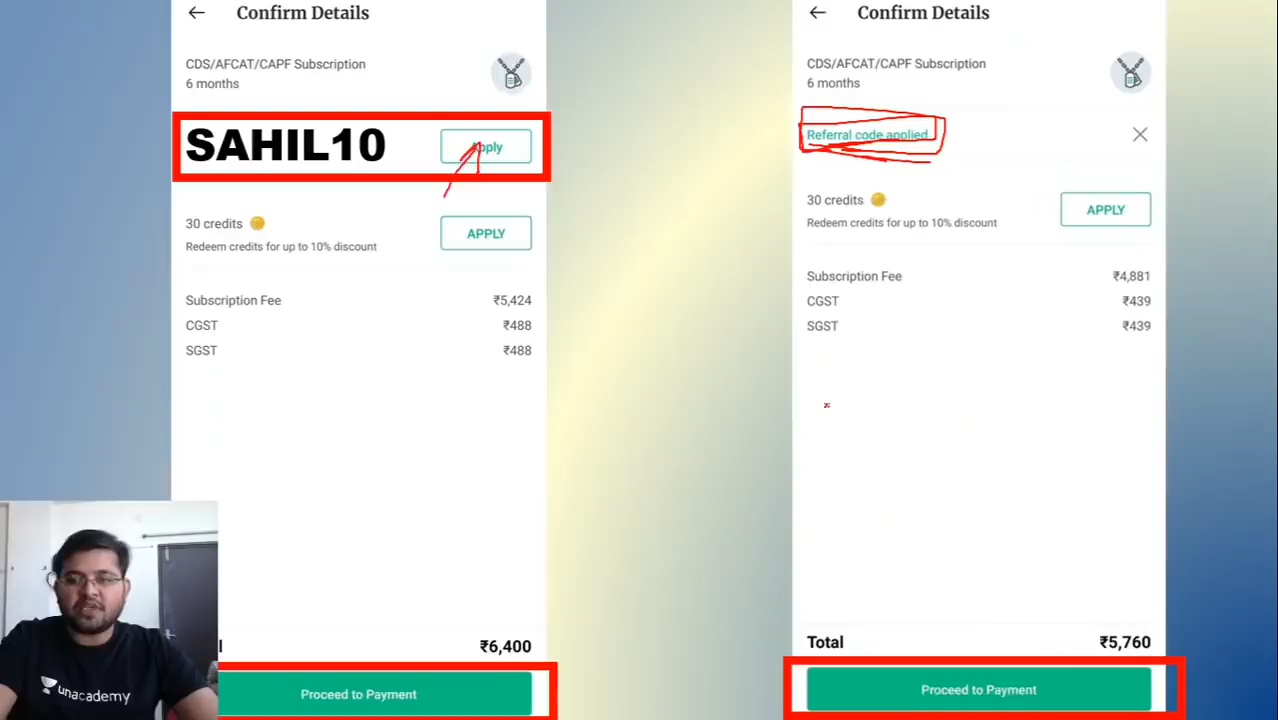 Confirm Details
CDS/AFCAT/CAPF Subscription
6 months
SAHIL10
Apply
30 credits
APPLY
Redeem credits for up to 10% discount
Subscription Fee ₹5,424
CGST ₹488
SGST ₹488
₹6,400
Proceed to Payment
unacademy
Confirm Details
CDS/AFCAT/CAPF Subscription
6 months
Referral code applied
30 credits
APPLY
Redeem credits for up to 10% discount
Subscription Fee ₹4,881
CGST ₹439
SGST ₹439
Total ₹5,760
Proceed to Payment